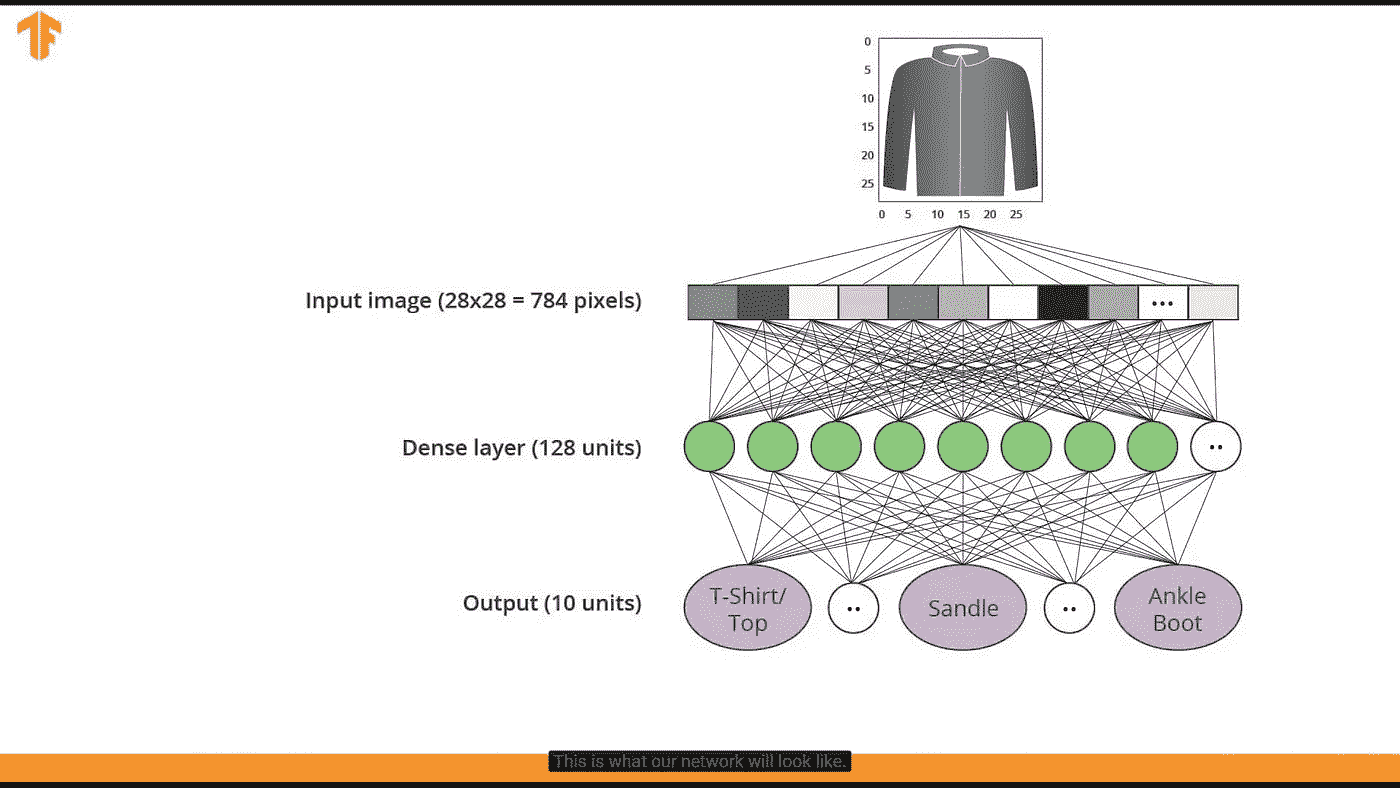 0
5
10
15
20
25
0 5 10 15 20 25
Input image (28x28 = 784 pixels)
Dense layer (128 units)
Output (10 units)
T-Shirt/
Top
Sandle
Ankle
Boot
This is what our network will look like.